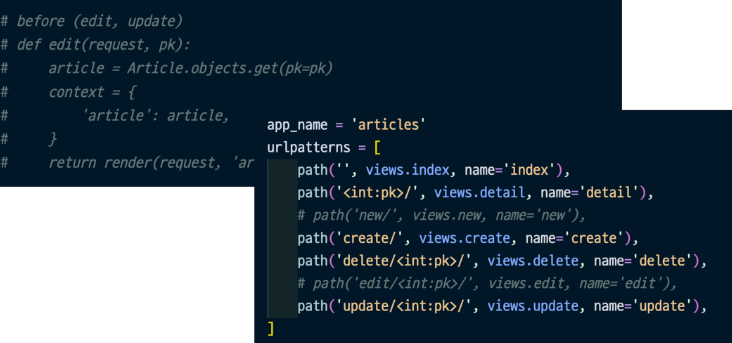 # before (edit, update)
# def edit(request, pk):
#     article = Article.objects.get(pk=pk)
#     context = {
#         'article': article,
#     }
#     return render(request, 'ar
app_name = 'articles'
urlpatterns = [
    path('', views.index, name='index'),
    path('<int:pk>/', views.detail, name='detail'),
    # path('new/', views.new, name='new'),
    path('create/', views.create, name='create'),
    path('delete/<int:pk>/', views.delete, name='delete'),
    # path('edit/<int:pk>/', views.edit, name='edit'),
    path('update/<int:pk>/', views.update, name='update'),
]